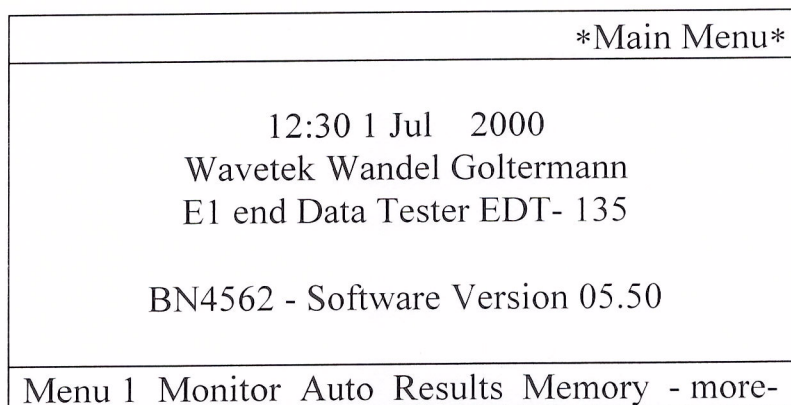 *Main Menu*
12:30 1 Jul 2000
Wavetek Wandel Goltermann
E1 end Data Tester EDT- 135
BN4562 - Software Version 05.50
Menu 1 Monitor Auto Results Memory - more-